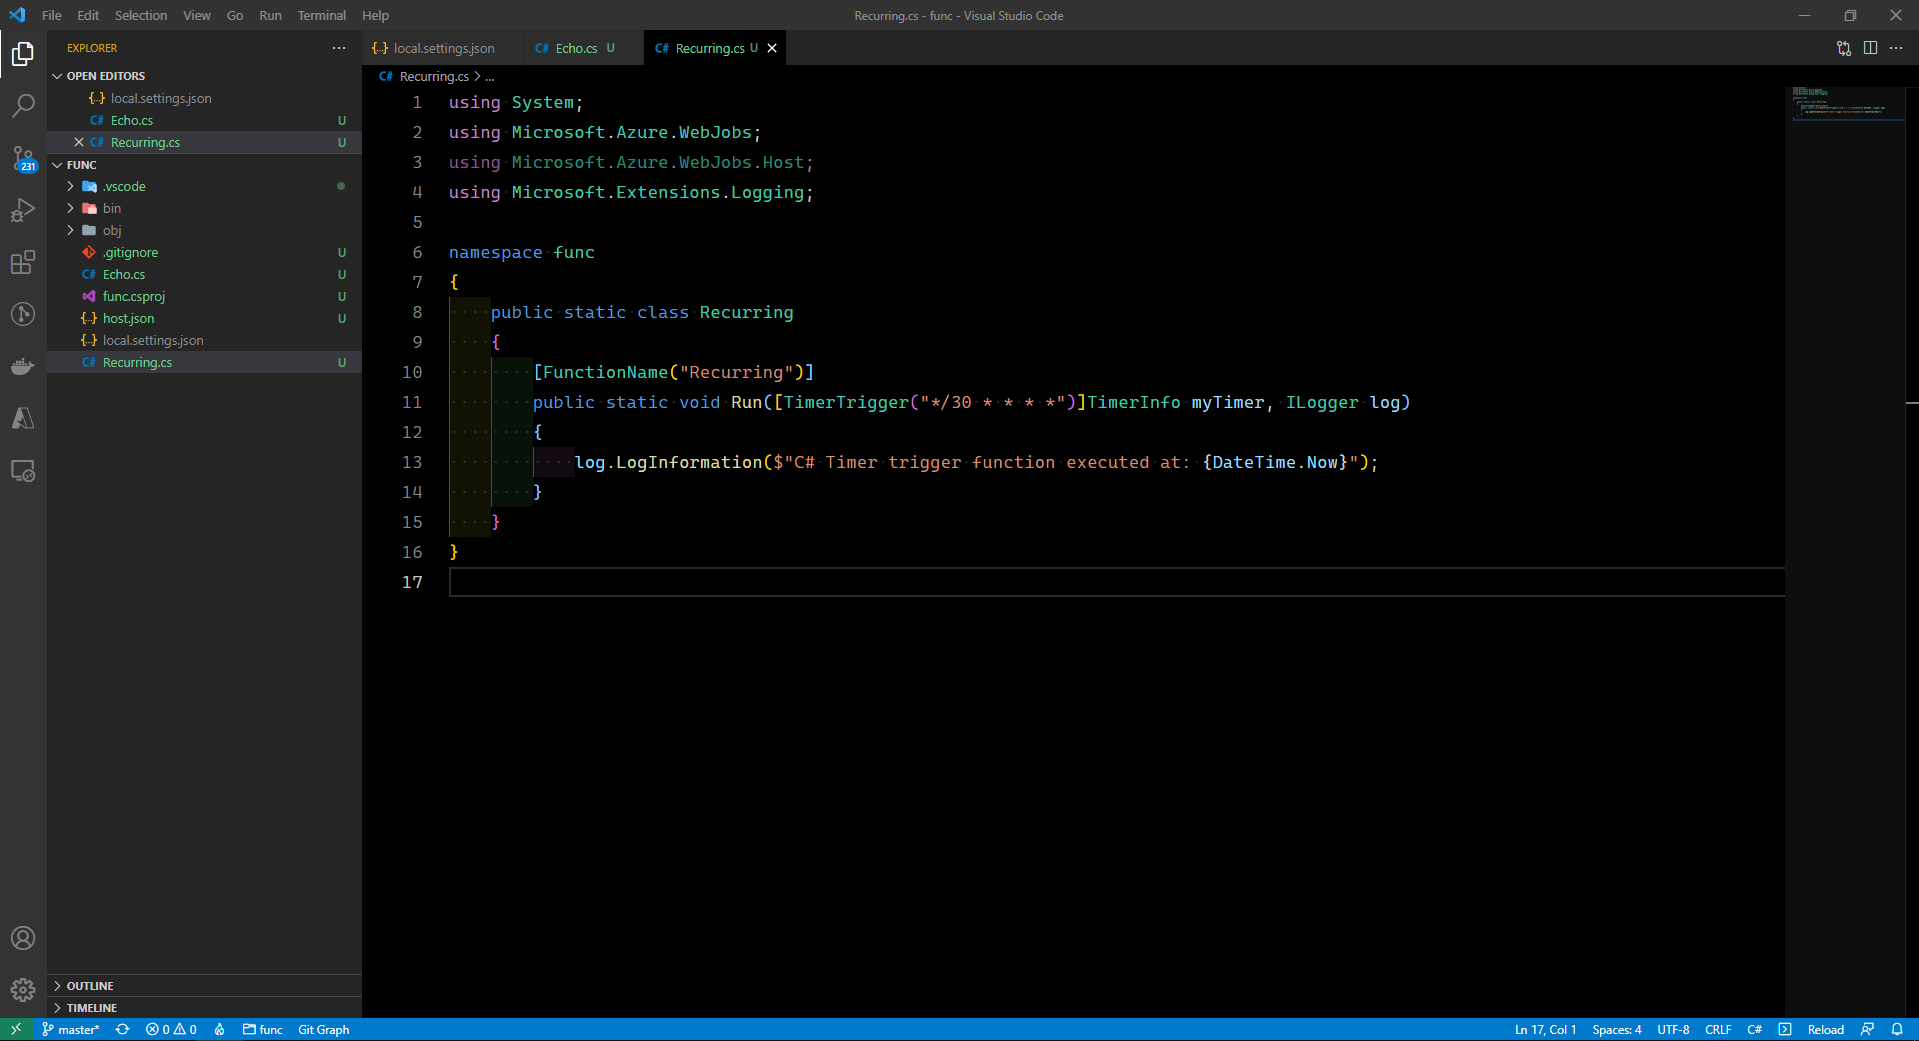 File Edit Selection View Go Run Terminal Help
Recurring.cs - func - Visual Studio Code
EXPLORER
OPEN EDITORS
local.settings.json
C# Echo.cs U
C# Recurring.cs U
FUNC
.vscode
bin
obj
.gitignore U
C# Echo.cs U
func.csproj U
{..} host.json U
{..} local.settings.json
C# Recurring.cs U
OUTLINE
TIMELINE
231
{..} local.settings.json C# Echo.cs U C# Recurring.cs U
C# Recurring.cs > ...
1 using System;
2 using Microsoft.Azure.WebJobs;
3 using Microsoft.Azure.WebJobs.Host;
4 using Microsoft.Extensions.Logging;
5
6 namespace func
7 {
8 public static class Recurring
9 {
10 [FunctionName("Recurring")]
11 public static void Run([TimerTrigger("*/30 * * * *")]TimerInfo myTimer, ILogger log)
12 {
13 log.LogInformation($"C# Timer trigger function executed at: {DateTime.Now}");
14 }
15 }
16 }
17
master* 0 0 func Git Graph
Ln 17, Col 1 Spaces: 4 UTF-8 CRLF C# Reload